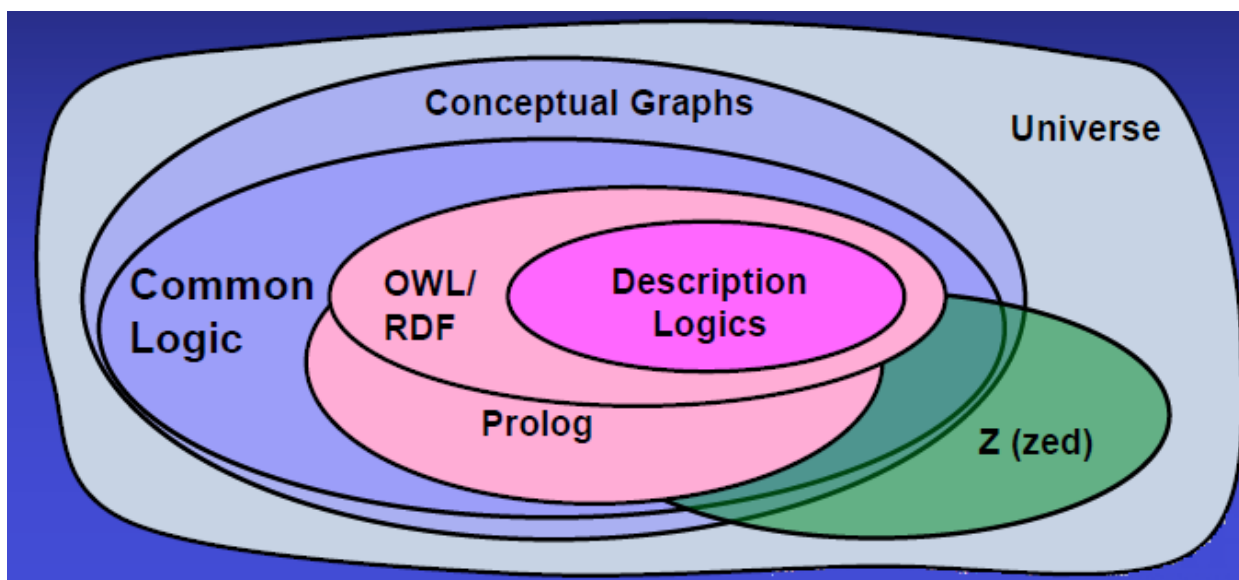 Conceptual Graphs
Universe
Common
Logic
OWL/
RDF
Description
Logics
Prolog
Z (zed)